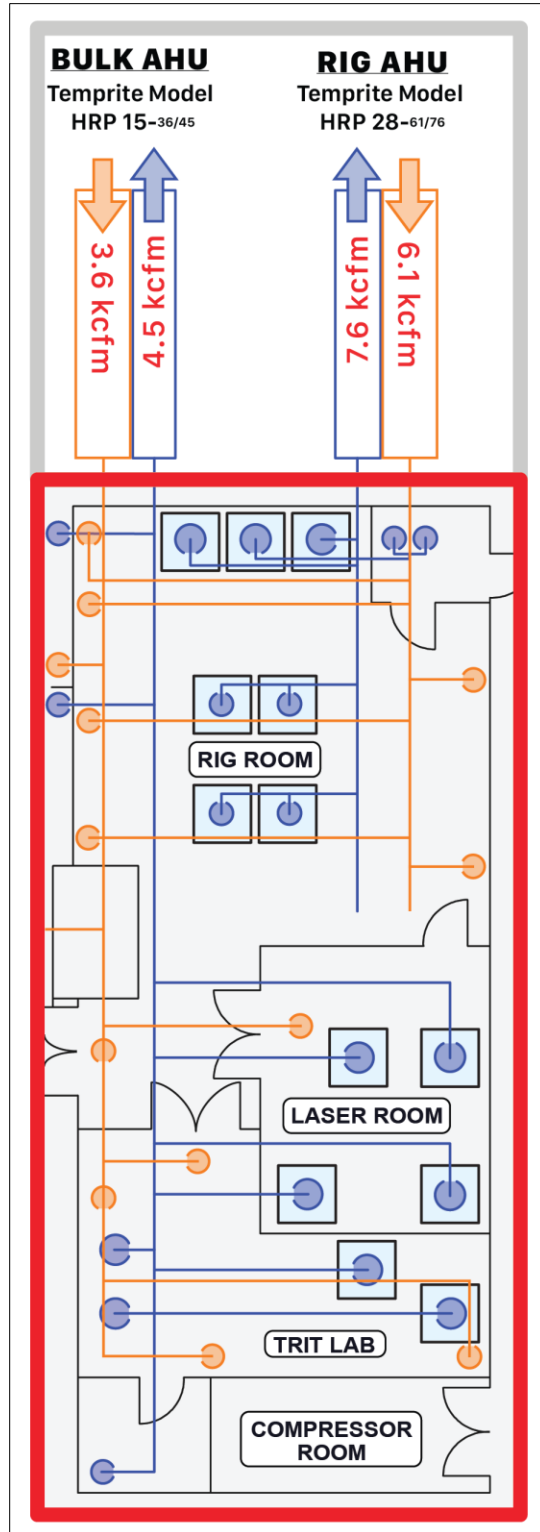 BULK AHU
Temprite Model
HRP 15-36/45
RIG AHU
Temprite Model
HRP 28-61/76
3.6 kcfm
4.5 kcfm
7.6 kcfm
6.1 kcfm
RIG ROOM
LASER ROOM
TRIT LAB
COMPRESSOR
ROOM